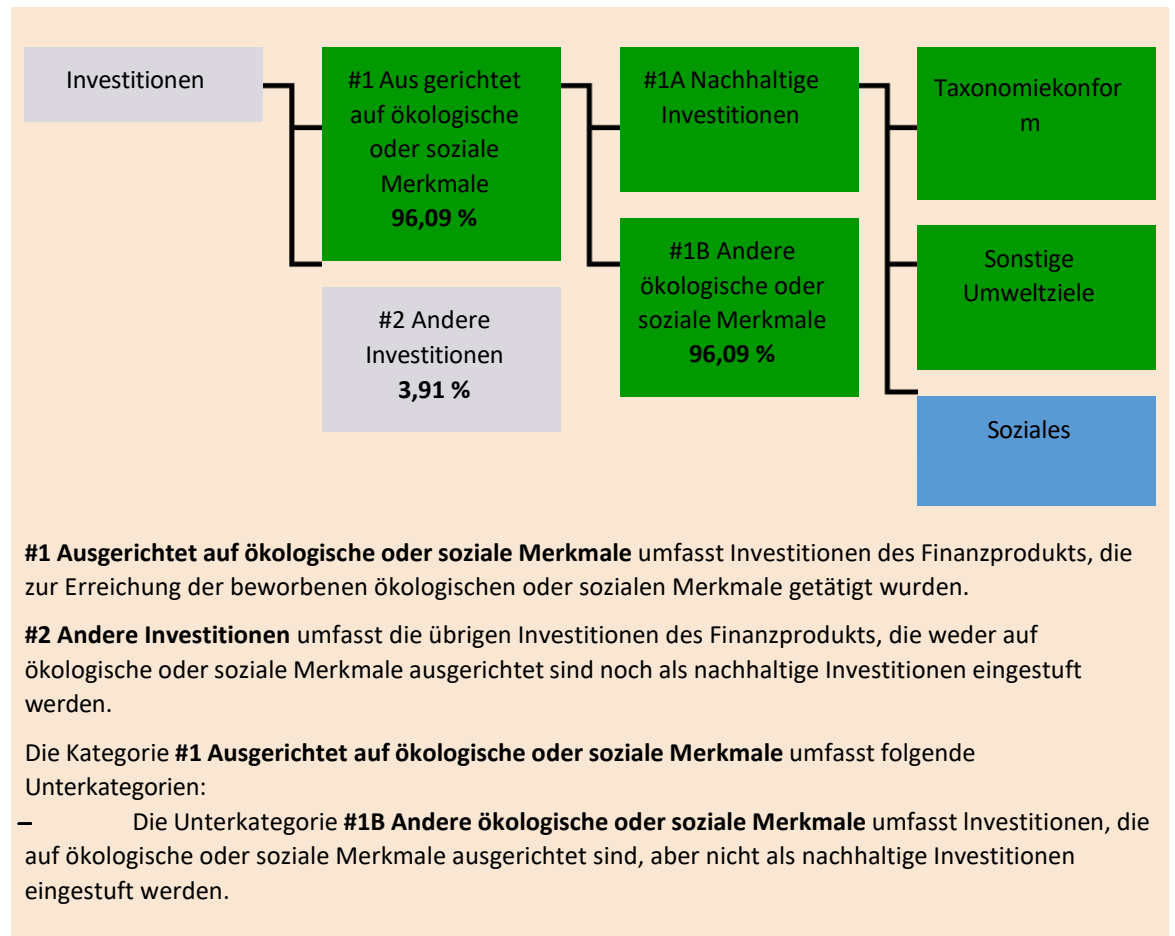 Investitionen
#1 Aus gerichtet
auf ökologische
oder soziale
Merkmale
96,09 %
#2 Andere
Investitionen
3,91 %
#1A Nachhaltige
Investitionen
#1B Andere
ökologische oder
soziale Merkmale
96,09 %
Taxonomiekonfor
m
Sonstige
Umweltziele
Soziales
#1 Ausgerichtet auf ökologische oder soziale Merkmale umfasst Investitionen des Finanzprodukts, die
zur Erreichung der beworbenen ökologischen oder sozialen Merkmale getätigt wurden.
#2 Andere Investitionen umfasst die übrigen Investitionen des Finanzprodukts, die weder auf
ökologische oder soziale Merkmale ausgerichtet sind noch als nachhaltige Investitionen eingestuft
werden.
Die Kategorie #1 Ausgerichtet auf ökologische oder soziale Merkmale umfasst folgende
Unterkategorien:
– Die Unterkategorie #1B Andere ökologische oder soziale Merkmale umfasst Investitionen, die
auf ökologische oder soziale Merkmale ausgerichtet sind, aber nicht als nachhaltige Investitionen
eingestuft werden.